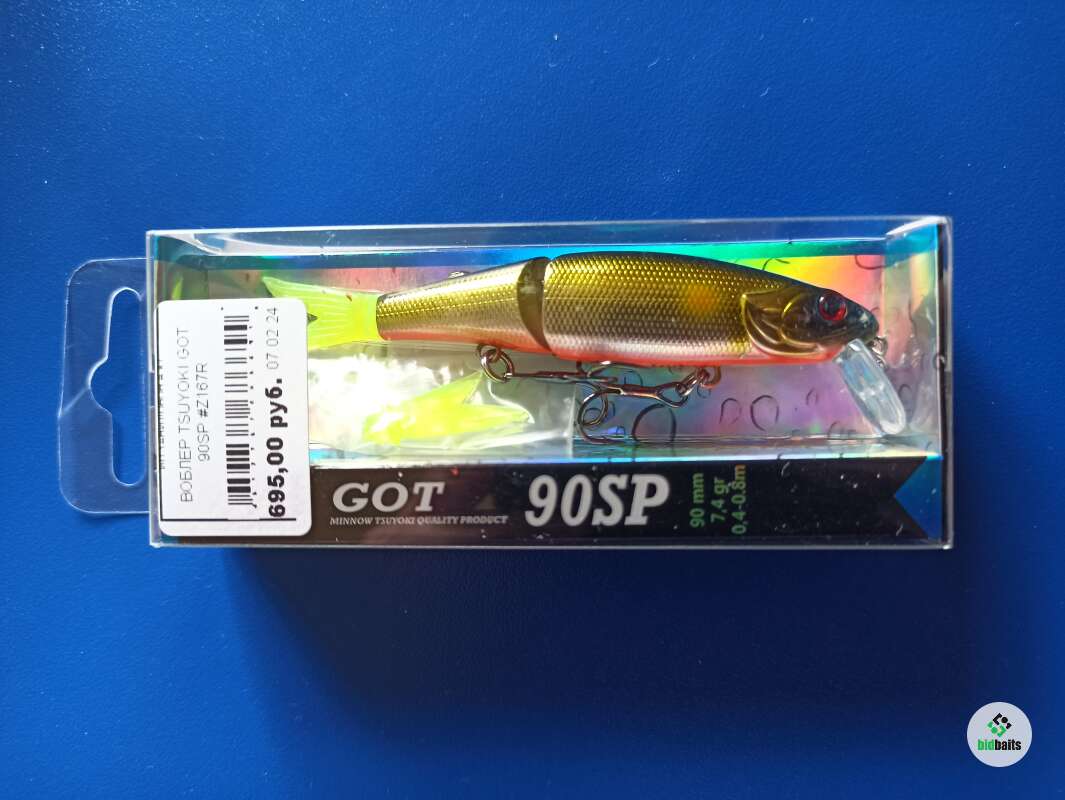 ВОБЛЕР TSUYOKI GOT
90SP #Z167R
695,00 руб. 07 02 24
GOT
MINNOW TSUYOKI QUALITY PRODUCT
90SP
90 mm
7,4 gr
0,4-0.8m
bidbaits